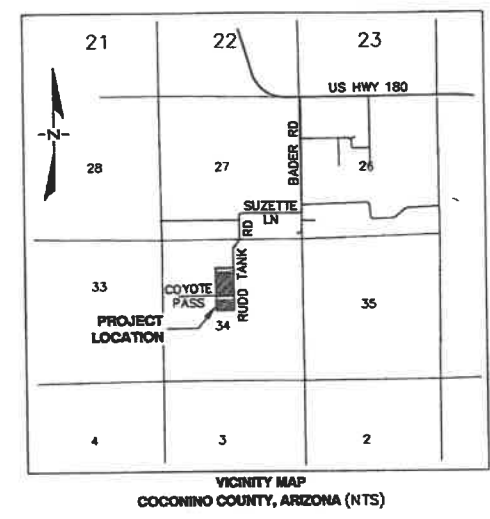 21 22 23
US HWY 180
N
BADER RD
28 27 26
SUZETTE
LN
RD
TANK
RUDD
33 COYOTE
PASS
35
PROJECT
LOCATION
34
4 3 2
VICINITY MAP
COCONINO COUNTY, ARIZONA (NTS)